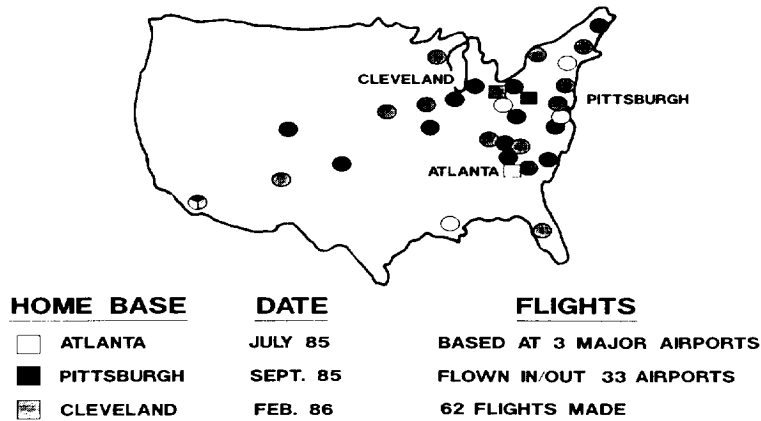 CLEVELAND
PITTSBURGH
ATLANTA
HOME BASE DATE FLIGHTS
ATLANTA JULY 85 BASED AT 3 MAJOR AIRPORTS
PITTSBURGH SEPT. 85 FLOWN IN/OUT 33 AIRPORTS
CLEVELAND FEB. 86 62 FLIGHTS MADE